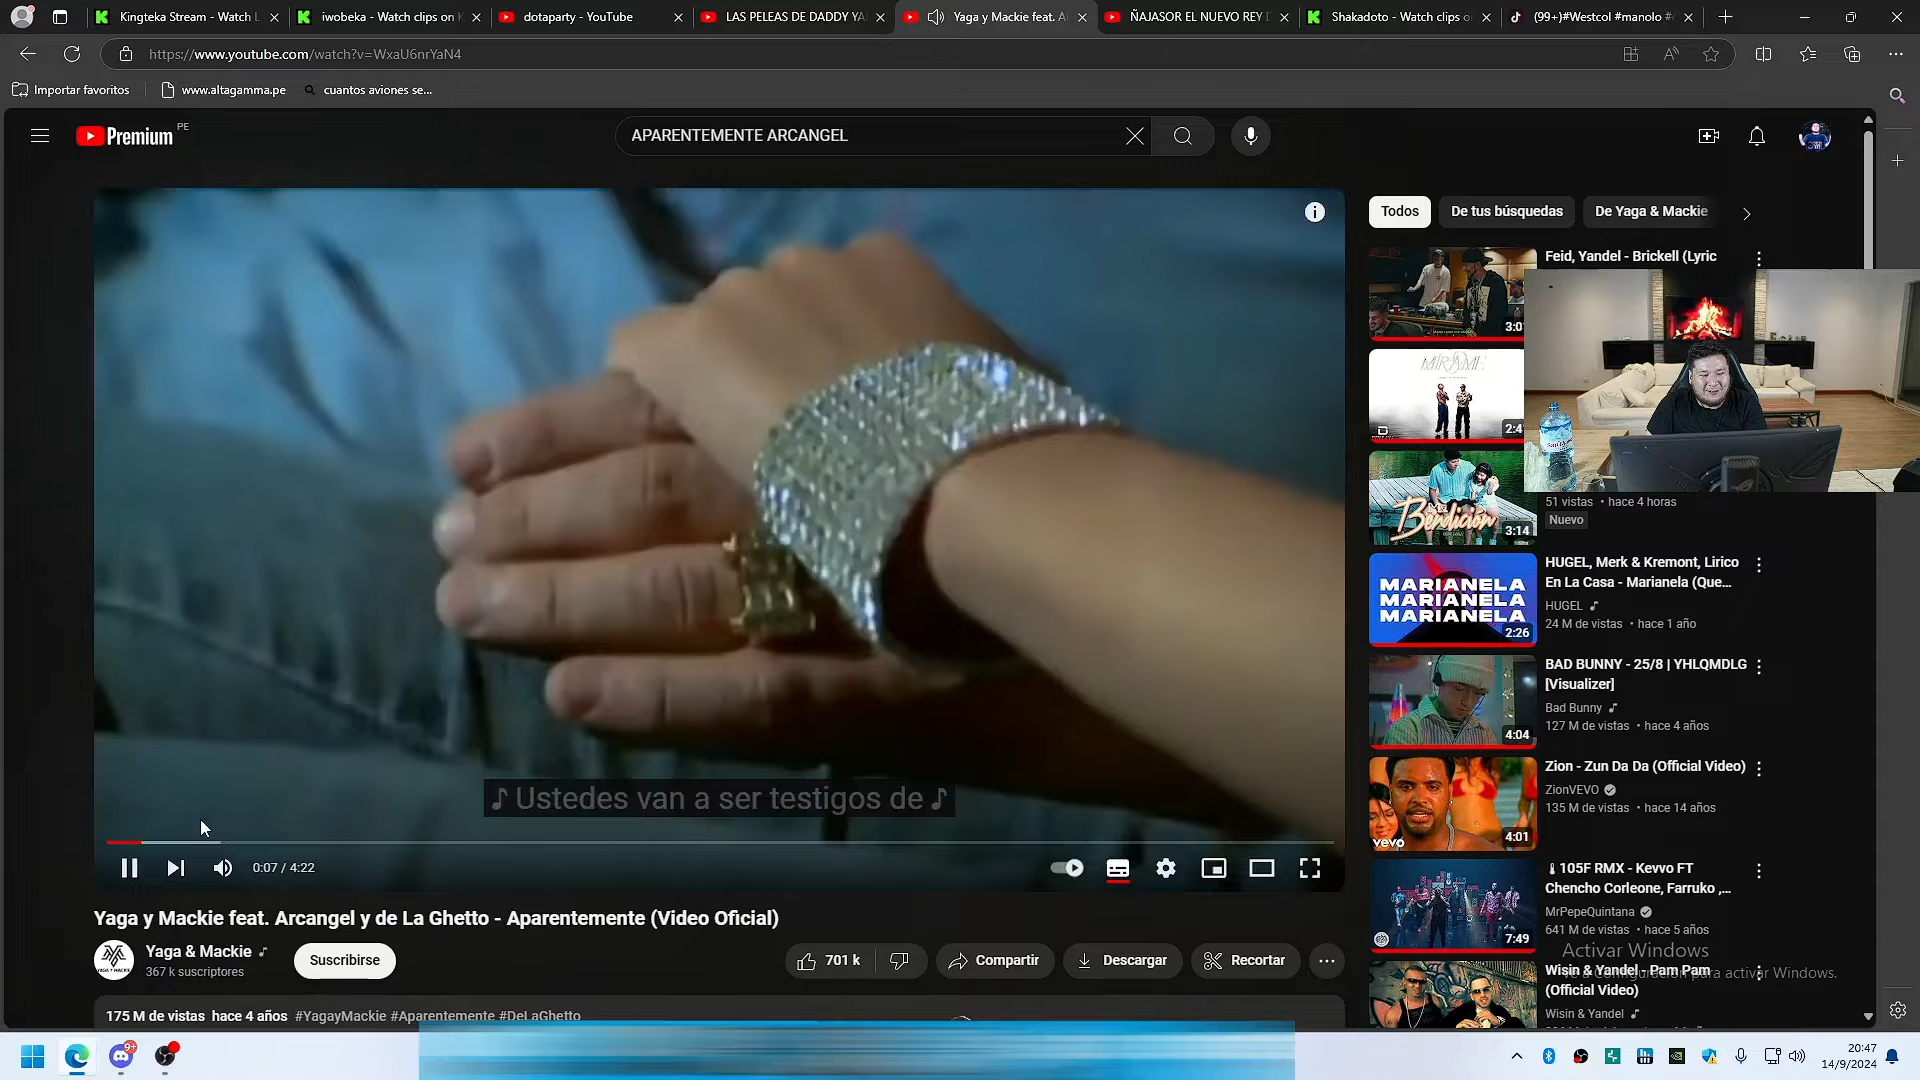 Kingteka Stream - Watch L
iwobeka - Watch clips on K
dotaparty - YouTube
LAS PELEAS DE DADDY YA
Yaga y Mackie feat. A
ÑAJASOR EL NUEVO REY D
Shakadoto - Watch clips o
(99+)#Westcol #manolo #
https://www.youtube.com/watch?v=WxaU6nrYaN4
Importar favoritos
www.altagamma.pe
cuantos aviones se...
Premium PE
APARENTEMENTE ARCANGEL
Todos
De tus búsquedas
De Yaga & Mackie
Feid, Yandel - Brickell (Lyric
3:0
MÍRAME
2:4
Bendición
3:14
51 vistas • hace 4 horas
Nuevo
MARIANELA
MARIANELA
MARIANELA
2:26
HUGEL, Merk & Kremont, Lirico
En La Casa - Marianela (Que...
HUGEL
24 M de vistas • hace 1 año
4:04
BAD BUNNY - 25/8 | YHLQMDLG
[Visualizer]
Bad Bunny
127 M de vistas • hace 4 años
vevo
4:01
Zion - Zun Da Da (Official Video)
ZionVEVO
135 M de vistas • hace 14 años
7:49
105F RMX - Kevvo FT
Chencho Corleone, Farruko ,...
MrPepeQuintana
641 M de vistas • hace 5 años
Activar Windows
Wisin & Yandel - Pam Pam
(Official Video)
Wisin & Yandel
♪ Ustedes van a ser testigos de ♪
0:07 / 4:22
Yaga y Mackie feat. Arcangel y de La Ghetto - Aparentemente (Video Oficial)
Yaga & Mackie
367 k suscriptores
Suscribirse
701 k
Compartir
Descargar
Recortar
175 M de vistas hace 4 años #YagayMackie #Aparentemente #DeLaGhetto
9+
20:47
14/9/2024